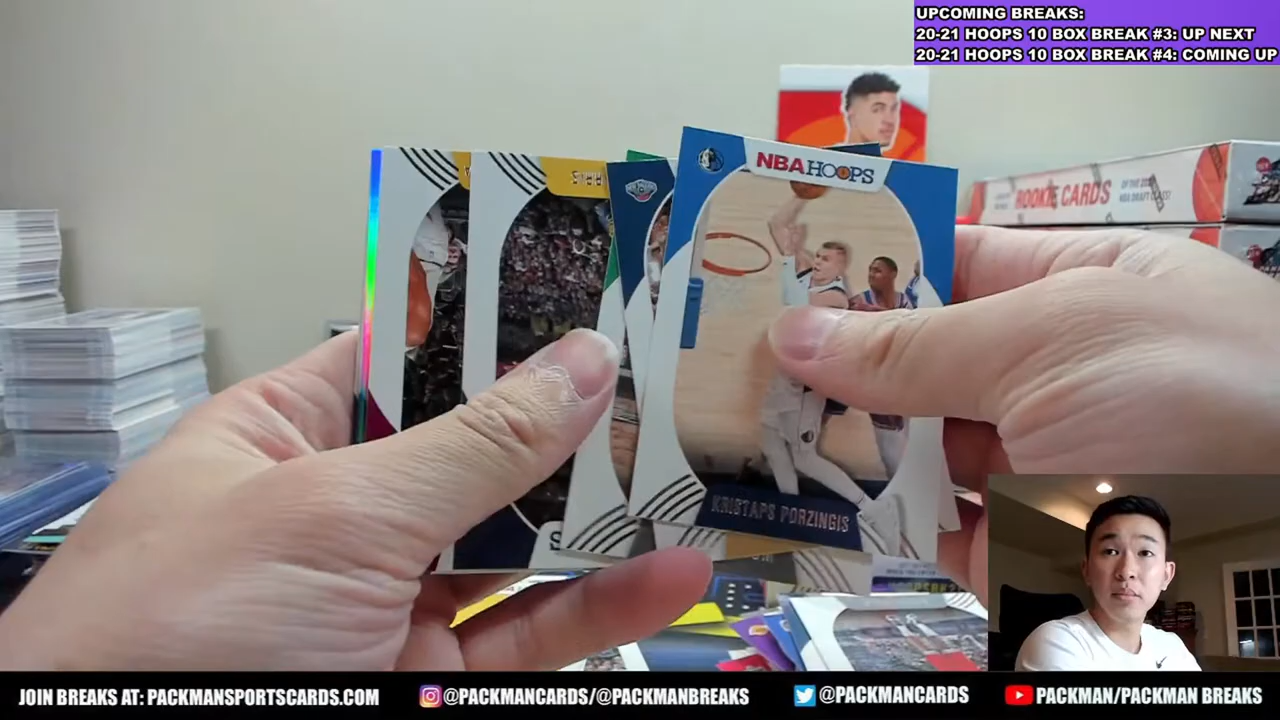 UPCOMING BREAKS:
20-21 HOOPS 10 BOX BREAK #3: UP NEXT
20-21 HOOPS 10 BOX BREAK #4: COMING UP
NBA HOOPS
ROOKIE CARDS
KRISTAPS PORZINGIS
JOIN BREAKS AT: PACKMANSPORTSCARDS.COM
@PACKMANCARDS/@PACKMANBREAKS
@PACKMANCARDS
PACKMAN/PACKMAN BREAKS